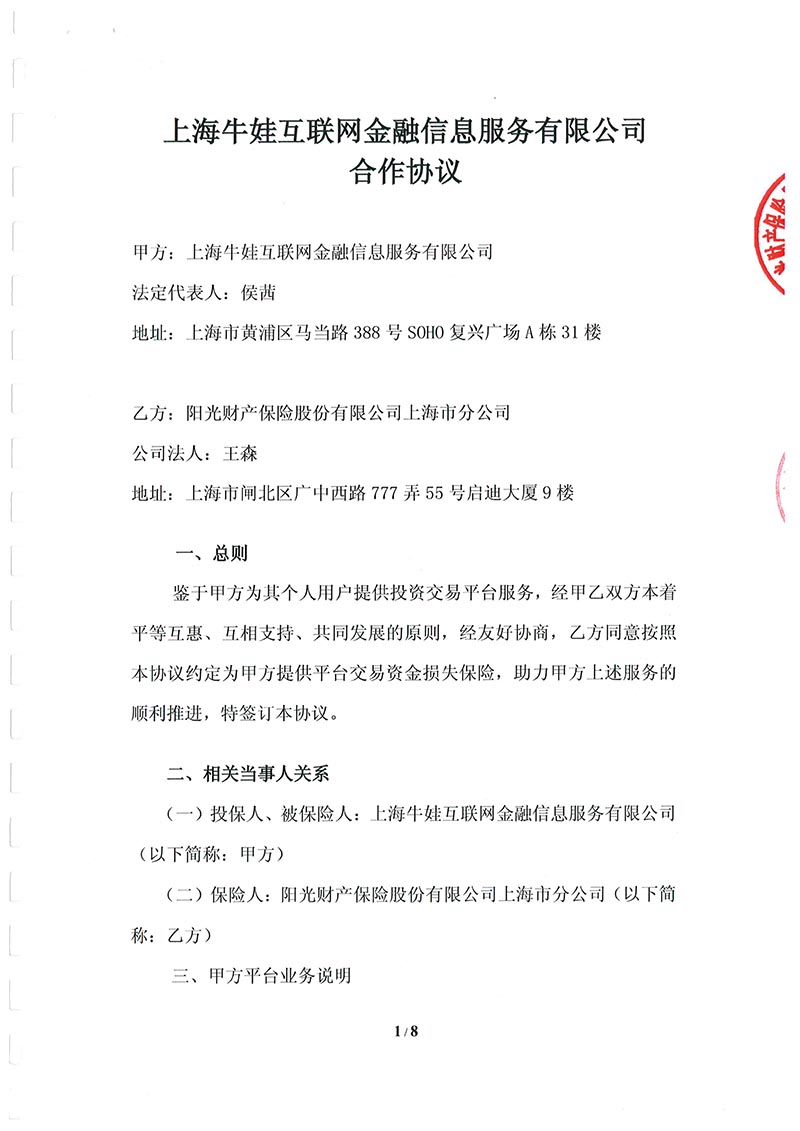 上海牛娃互联网金融信息服务有限公司
合作协议
甲方：上海牛娃互联网金融信息服务有限公司
法定代表人：侯茜
地址：上海市黄浦区马当路 388 号 SOHO 复兴广场 A 栋 31 楼
乙方：阳光财产保险股份有限公司上海市分公司
公司法人：王森
地址：上海市闸北区广中西路 777 弄 55 号启迪大厦 9 楼
一、总则
鉴于甲方为其个人用户提供投资交易平台服务，经甲乙双方本着
平等互惠、互相支持、共同发展的原则，经友好协商，乙方同意按照
本协议约定为甲方提供平台交易资金损失保险，助力甲方上述服务的
顺利推进，特签订本协议。
二、相关当事人关系
（一）投保人、被保险人：上海牛娃互联网金融信息服务有限公司
（以下简称：甲方）
（二）保险人：阳光财产保险股份有限公司上海市分公司（以下简
称：乙方）
三、甲方平台业务说明
1 / 8
财产保险